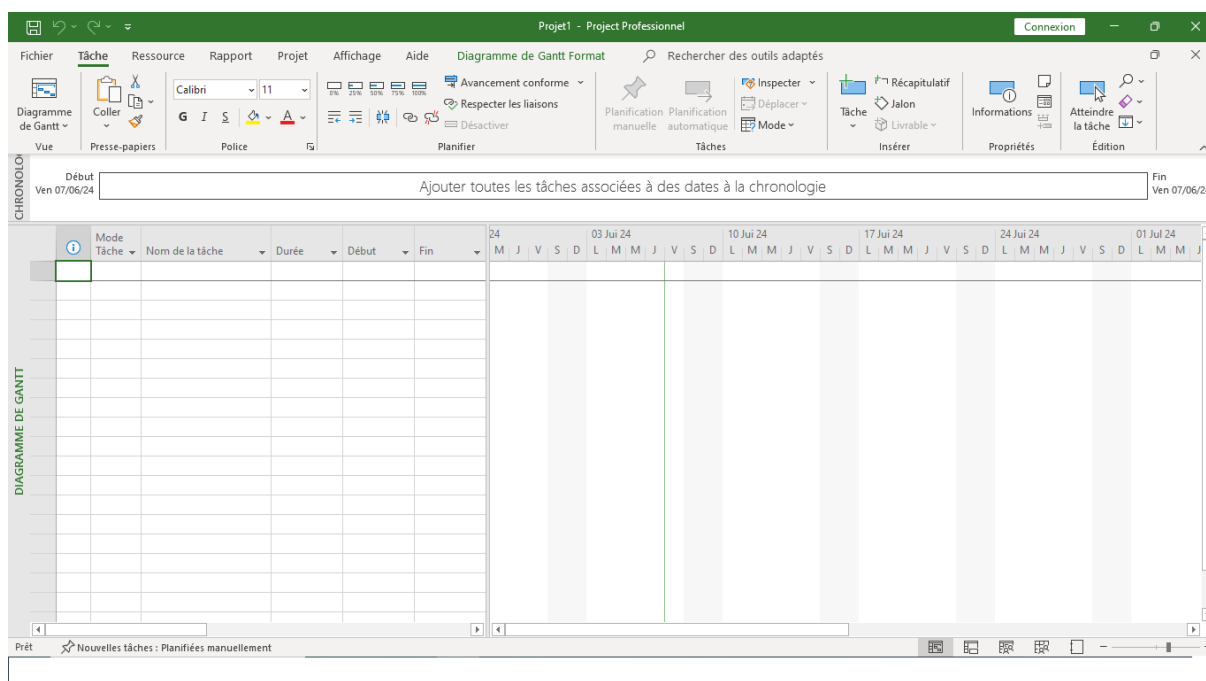 Projet1 - Project Professionnel
Connexion
Fichier Tâche Ressource Rapport Projet Affichage Aide Diagramme de Gantt Format Rechercher des outils adaptés
Diagramme de Gantt
Coller
Calibri 11
G I S A
0% 25% 50% 75% 100%
Avancement conforme
Respecter les liaisons
Désactiver
Planification manuelle
Planification automatique
Inspecter
Déplacer
Mode
Tâche
Récapitulatif
Jalon
Livrable
Informations
Atteindre la tâche
Vue Presse-papiers Police Planifier Tâches Insérer Propriétés Édition
Début
Ven 07/06/24
Ajouter toutes les tâches associées à des dates à la chronologie
Fin
24 03 Jui 24 10 Jui 24 17 Jui 24 24 Jui 24 01 Jul 24
Mode Tâche Nom de la tâche Durée Début Fin
M J V S D L M M J V S D L M M J V S D L M M J V S D L M M J V S D L M M J
DIAGRAMME DE GANTT
Prêt Nouvelles tâches : Planifiées manuellement